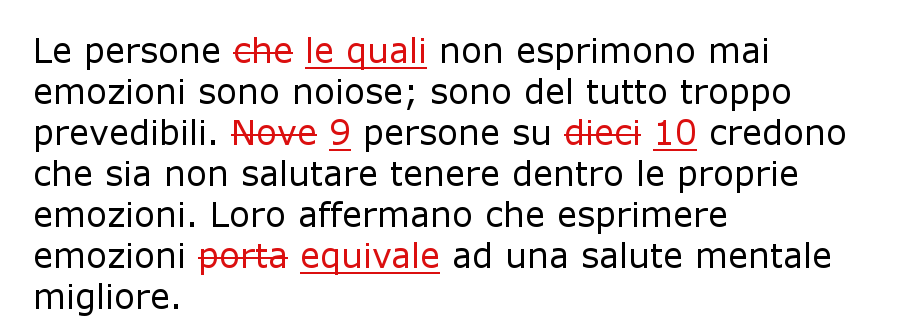 Le persone che le quali non esprimono mai
emozioni sono noiose; sono del tutto troppo
prevedibili. Nove 9 persone su dieci 10 credono
che sia non salutare tenere dentro le proprie
emozioni. Loro affermano che esprimere
emozioni porta equivale ad una salute mentale
migliore.